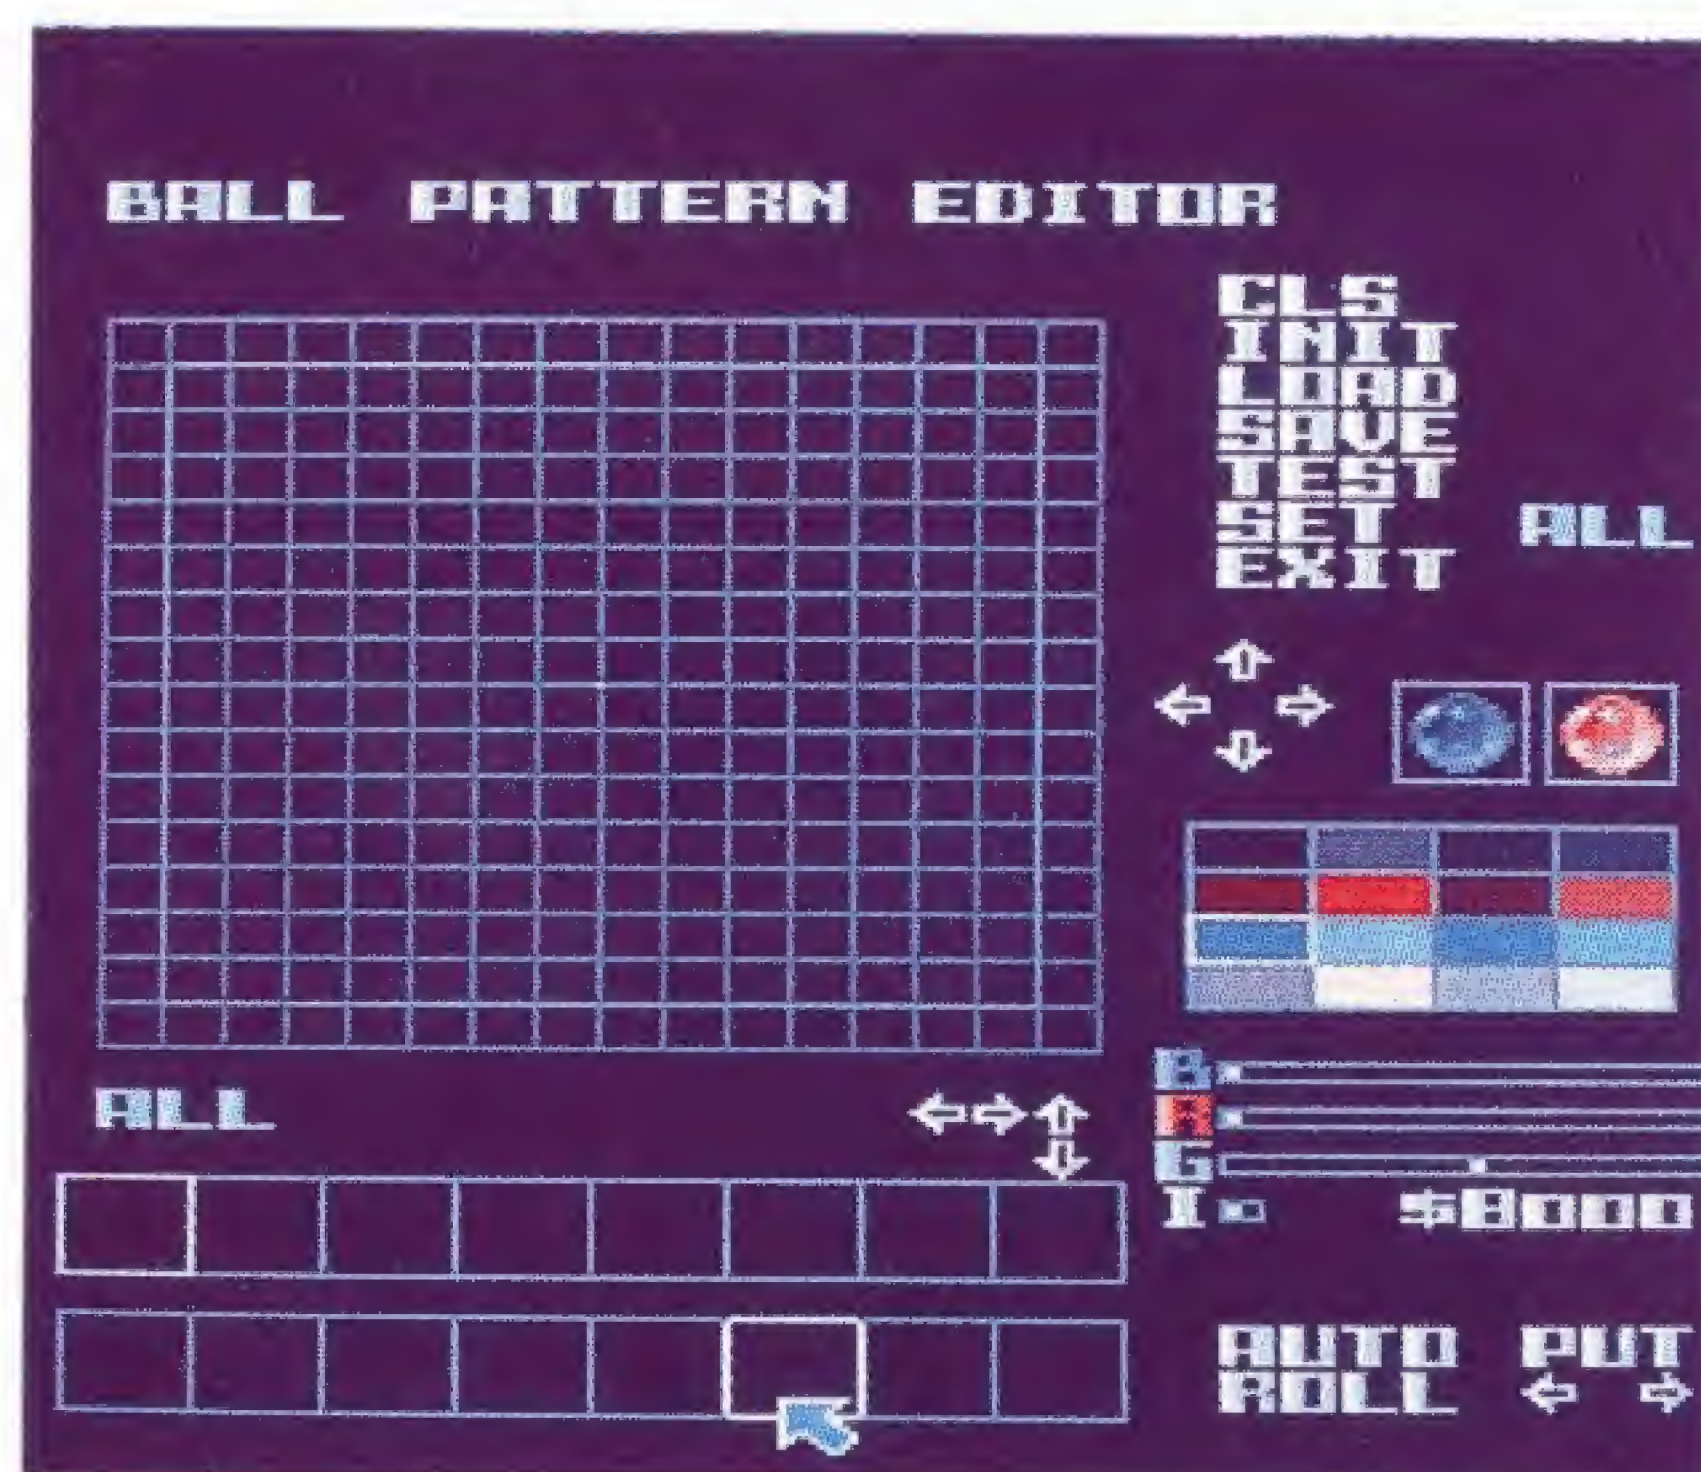 BALL PATTERN EDITOR
CLS
INIT
LOAD
SAVE
TEST
SET
EXIT
ALL
ALL
B
R
G
I
$8000
AUTO
ROLL
PUT